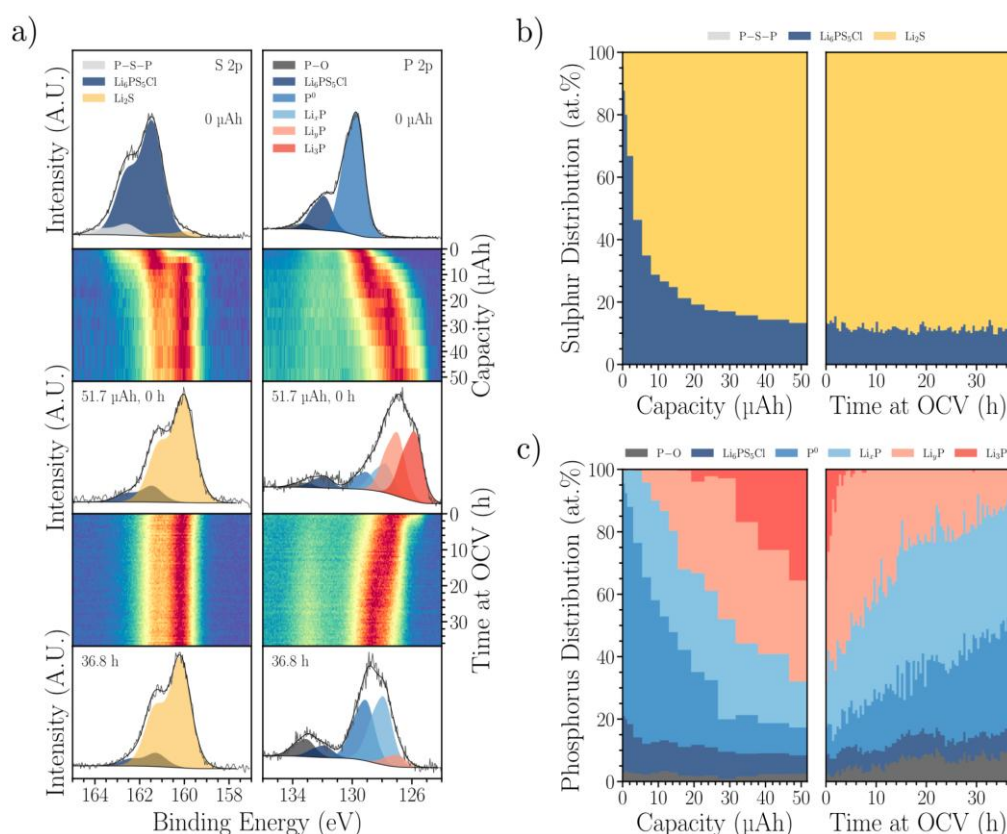 a)
S 2p
P–S–P
Li₆PS₅Cl
Li₂S
0 µAh
P 2p
P–O
Li₆PS₅Cl
P⁰
LiₓP
LiᵧP
Li₃P
0 µAh
Intensity (A.U.)
0
10
20
30
40
50
Capacity (µAh)
51.7 µAh, 0 h
51.7 µAh, 0 h
Intensity (A.U.)
0
10
20
30
Time at OCV (h)
36.8 h
36.8 h
Intensity (A.U.)
164 162 160 158
134 132 129 126
Binding Energy (eV)
b)
P–S–P Li₆PS₅Cl Li₂S
Sulphur Distribution (at.%)
100
80
60
40
20
0
0 10 20 30 40 50
0 10 20 30
Capacity (µAh)
Time at OCV (h)
c)
P–O Li₆PS₅Cl P⁰ LiₓP LiᵧP Li₃P
Phosphorus Distribution (at.%)
100
80
60
40
20
0
0 10 20 30 40 50
0 10 20 30
Capacity (µAh)
Time at OCV (h)